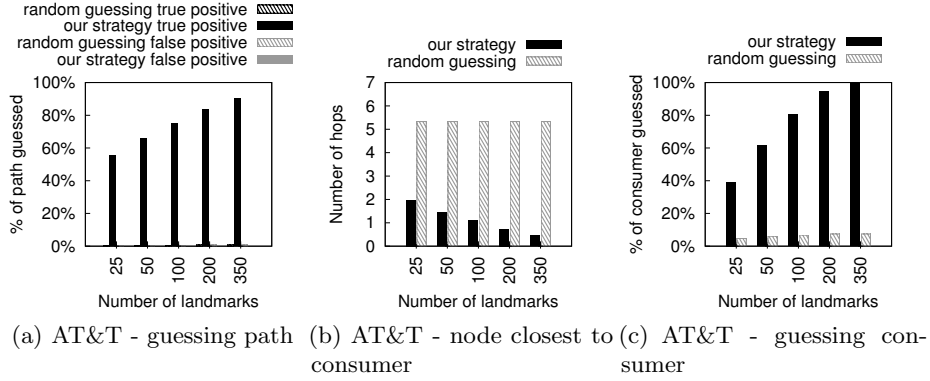 random guessing true positive
our strategy true positive
random guessing false positive
our strategy false positive
100%
80%
60%
40%
20%
0%
% of path guessed
25
50
100
200
350
Number of landmarks
(a) AT&T - guessing path
our strategy
random guessing
7
6
5
4
3
2
1
0
Number of hops
25
50
100
200
350
Number of landmarks
(b) AT&T - node closest to
consumer
our strategy
random guessing
100%
80%
60%
40%
20%
0%
% of consumer guessed
25
50
100
200
350
Number of landmarks
(c) AT&T - guessing con-
sumer